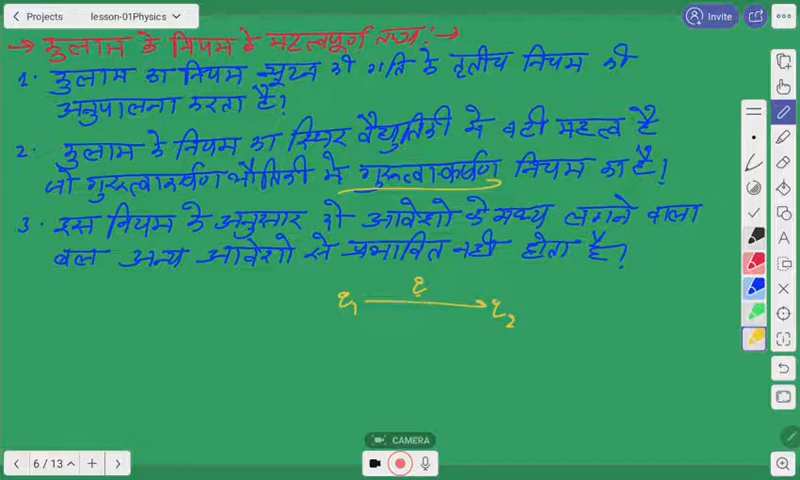 Projects
lesson-01Physics
Invite
→ कुलाम के नियम के महत्वपूर्ण तथ्य :→
1. कुलाम का नियम न्यूटन की गति के तृतीय नियम की
अनुपालना करता है?
2. कुलाम के नियम का स्थिर वैद्युतिकी मे वही महत्व है
जो गुरूत्वाकर्षण भौतिकी मे गुरूत्वाकर्षण नियम का है?
3. इस नियम के अनुसार दो आवेशो के मध्य लगने वाला
बल अन्य आवेशो से प्रभावित नही होता है?
CAMERA
6 / 13